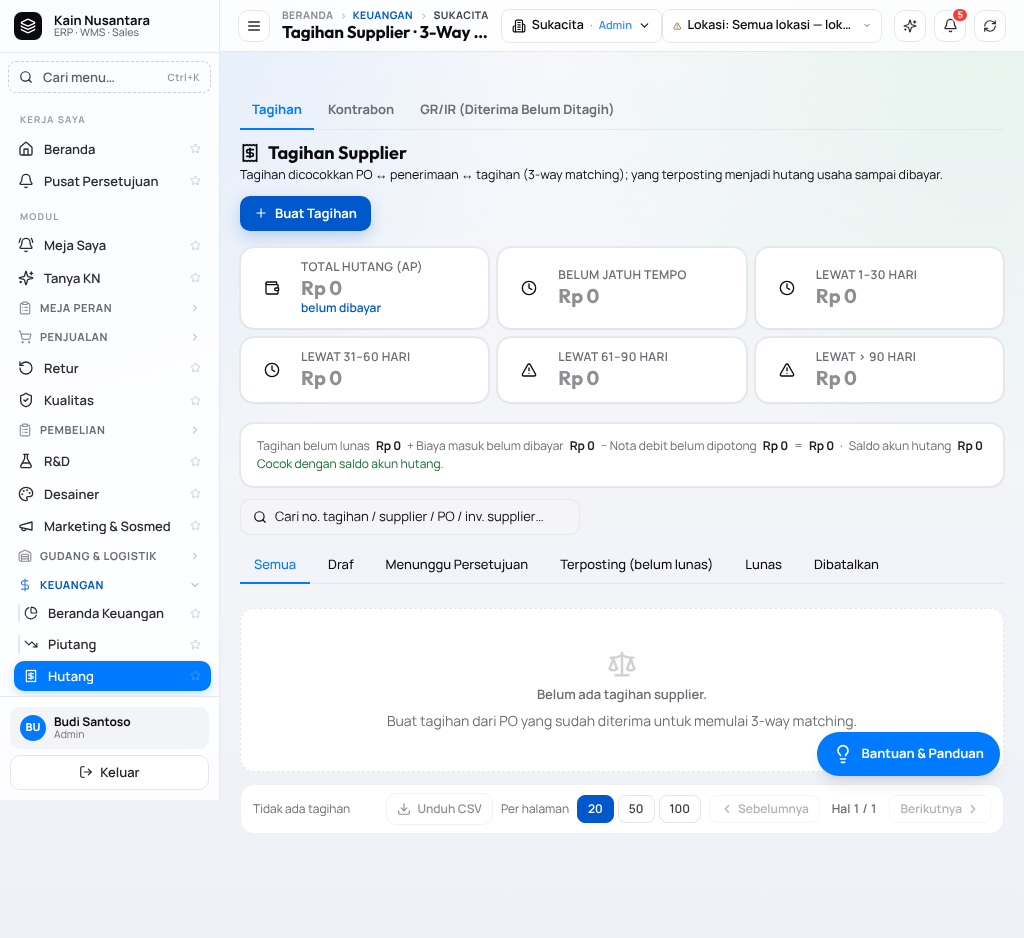 Kain Nusantara
ERP · WMS · Sales
Cari menu... Ctrl+K
KERJA SAYA
Beranda
Pusat Persetujuan
MODUL
Meja Saya
Tanya KN
MEJA PERAN
PENJUALAN
Retur
Kualitas
PEMBELIAN
R&D
Desainer
Marketing & Sosmed
GUDANG & LOGISTIK
KEUANGAN
Beranda Keuangan
Piutang
Hutang
BU Budi Santoso
Admin
Keluar
BERANDA › KEUANGAN › SUKACITA
Tagihan Supplier · 3-Way ...
Sukacita · Admin
Lokasi: Semua lokasi — lok...
5
Tagihan Kontrabon GR/IR (Diterima Belum Ditagih)
Tagihan Supplier
Tagihan dicocokkan PO ↔ penerimaan ↔ tagihan (3-way matching); yang terposting menjadi hutang usaha sampai dibayar.
+ Buat Tagihan
TOTAL HUTANG (AP)
Rp 0
belum dibayar
BELUM JATUH TEMPO
Rp 0
LEWAT 1–30 HARI
Rp 0
LEWAT 31–60 HARI
Rp 0
LEWAT 61–90 HARI
Rp 0
LEWAT > 90 HARI
Rp 0
Tagihan belum lunas Rp 0 + Biaya masuk belum dibayar Rp 0 − Nota debit belum dipotong Rp 0 = Rp 0 · Saldo akun hutang Rp 0
Cocok dengan saldo akun hutang.
Cari no. tagihan / supplier / PO / inv. supplier...
Semua Draf Menunggu Persetujuan Terposting (belum lunas) Lunas Dibatalkan
Belum ada tagihan supplier.
Buat tagihan dari PO yang sudah diterima untuk memulai 3-way matching.
Bantuan & Panduan
Tidak ada tagihan Unduh CSV Per halaman 20 50 100 Sebelumnya Hal 1 / 1 Berikutnya